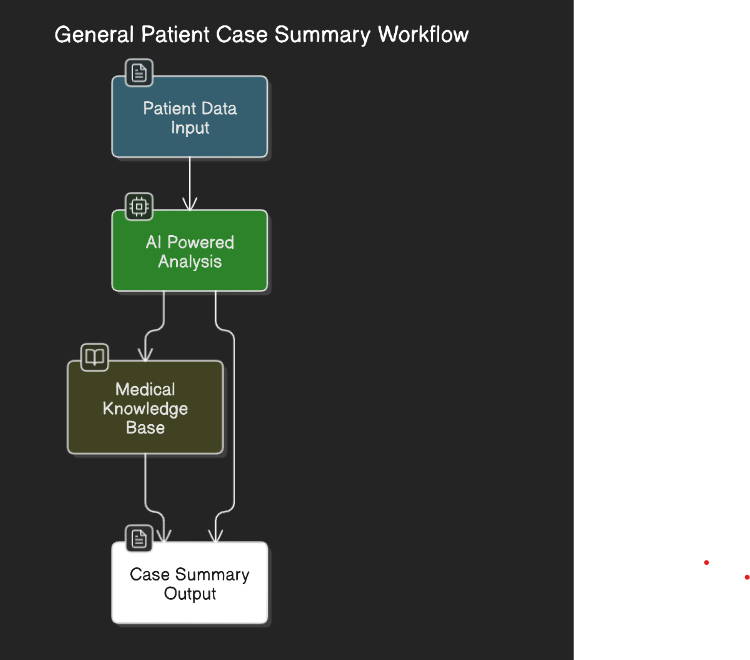 General Patient Case Summary Workflow
Patient Data
Input
AI Powered
Analysis
Medical
Knowledge
Base
Case Summary
Output